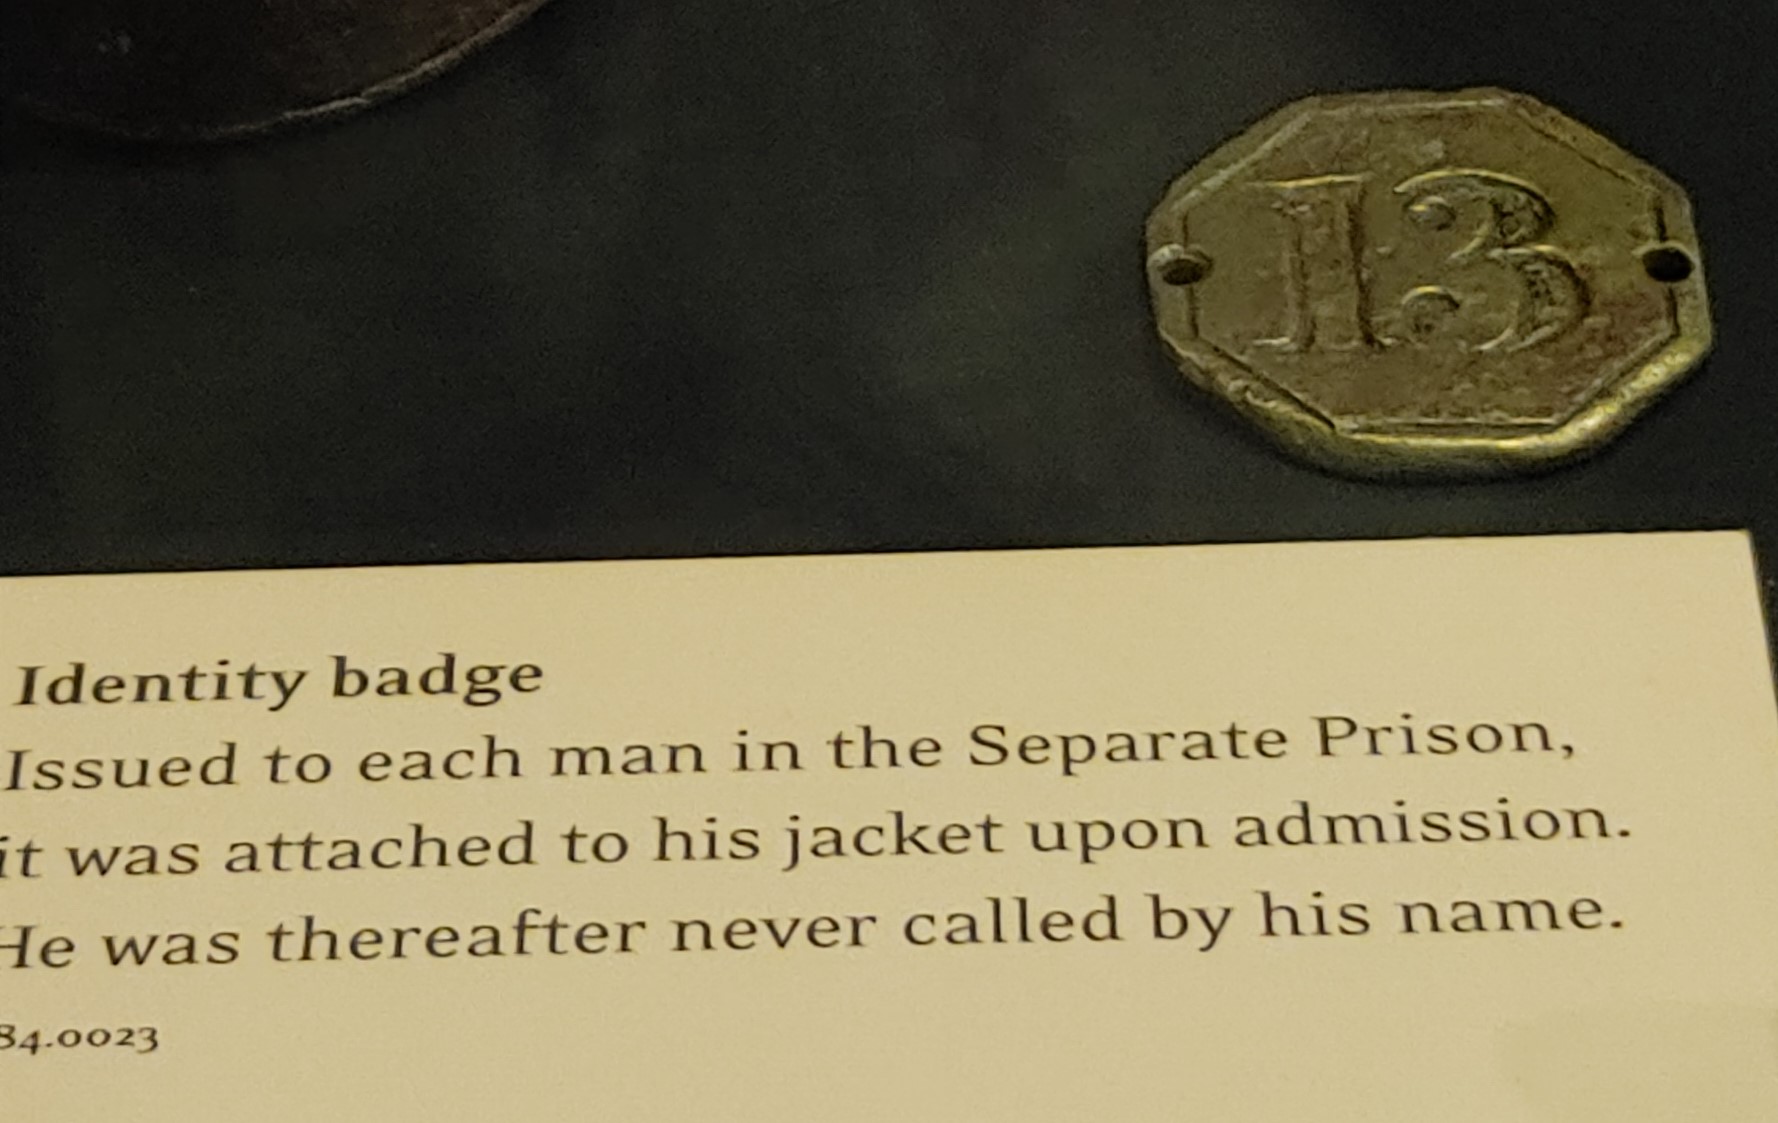 13
Identity badge
Issued to each man in the Separate Prison,
it was attached to his jacket upon admission.
He was thereafter never called by his name.
84.0023